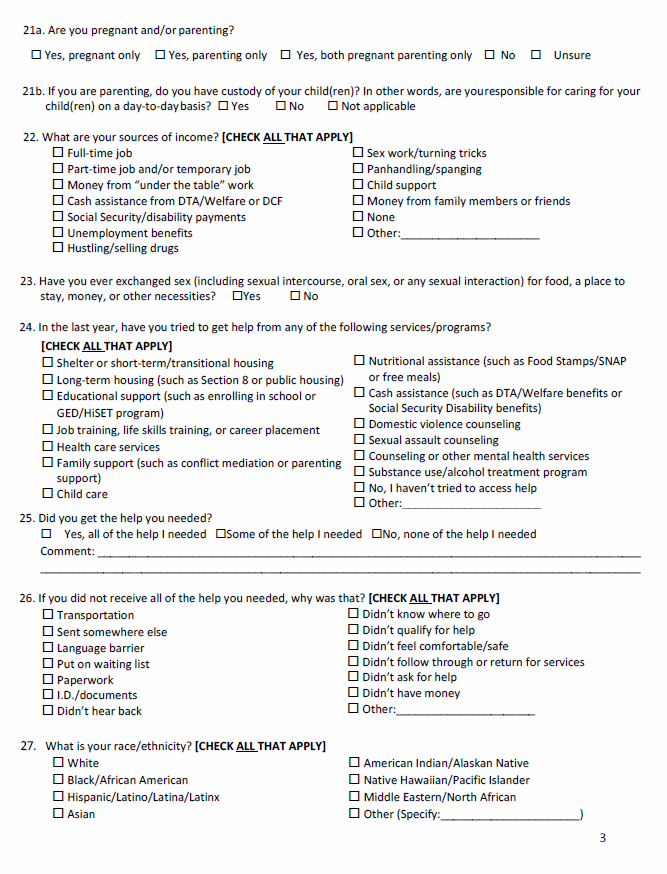 21a. Are you pregnant and/or parenting?
☐ Yes, pregnant only ☐ Yes, parenting only ☐ Yes, both pregnant parenting only ☐ No ☐ Unsure
21b. If you are parenting, do you have custody of your child(ren)? In other words, are you responsible for caring for your
child(ren) on a day-to-day basis? ☐ Yes ☐ No ☐ Not applicable
22. What are your sources of income? [CHECK ALL THAT APPLY]
☐ Full-time job
☐ Part-time job and/or temporary job
☐ Money from “under the table” work
☐ Cash assistance from DTA/Welfare or DCF
☐ Social Security/disability payments
☐ Unemployment benefits
☐ Hustling/selling drugs
☐ Sex work/turning tricks
☐ Panhandling/spanging
☐ Child support
☐ Money from family members or friends
☐ None
☐ Other:______________________
23. Have you ever exchanged sex (including sexual intercourse, oral sex, or any sexual interaction) for food, a place to
stay, money, or other necessities? ☐Yes ☐ No
24. In the last year, have you tried to get help from any of the following services/programs?
[CHECK ALL THAT APPLY]
☐ Shelter or short-term/transitional housing
☐ Long-term housing (such as Section 8 or public housing)
☐ Educational support (such as enrolling in school or
GED/HiSET program)
☐ Job training, life skills training, or career placement
☐ Health care services
☐ Family support (such as conflict mediation or parenting
support)
☐ Child care
☐ Nutritional assistance (such as Food Stamps/SNAP
or free meals)
☐ Cash assistance (such as DTA/Welfare benefits or
Social Security Disability benefits)
☐ Domestic violence counseling
☐ Sexual assault counseling
☐ Counseling or other mental health services
☐ Substance use/alcohol treatment program
☐ No, I haven’t tried to access help
☐ Other:______________________
25. Did you get the help you needed?
☐ Yes, all of the help I needed ☐Some of the help I needed ☐No, none of the help I needed
Comment: ______________________
26. If you did not receive all of the help you needed, why was that? [CHECK ALL THAT APPLY]
☐ Transportation
☐ Sent somewhere else
☐ Language barrier
☐ Put on waiting list
☐ Paperwork
☐ I.D./documents
☐ Didn’t hear back
☐ Didn’t know where to go
☐ Didn’t qualify for help
☐ Didn’t feel comfortable/safe
☐ Didn’t follow through or return for services
☐ Didn’t ask for help
☐ Didn’t have money
☐ Other:______________________
27. What is your race/ethnicity? [CHECK ALL THAT APPLY]
☐ White
☐ Black/African American
☐ Hispanic/Latino/Latina/Latinx
☐ Asian
☐ American Indian/Alaskan Native
☐ Native Hawaiian/Pacific Islander
☐ Middle Eastern/North African
☐ Other (Specify:______________________)
3